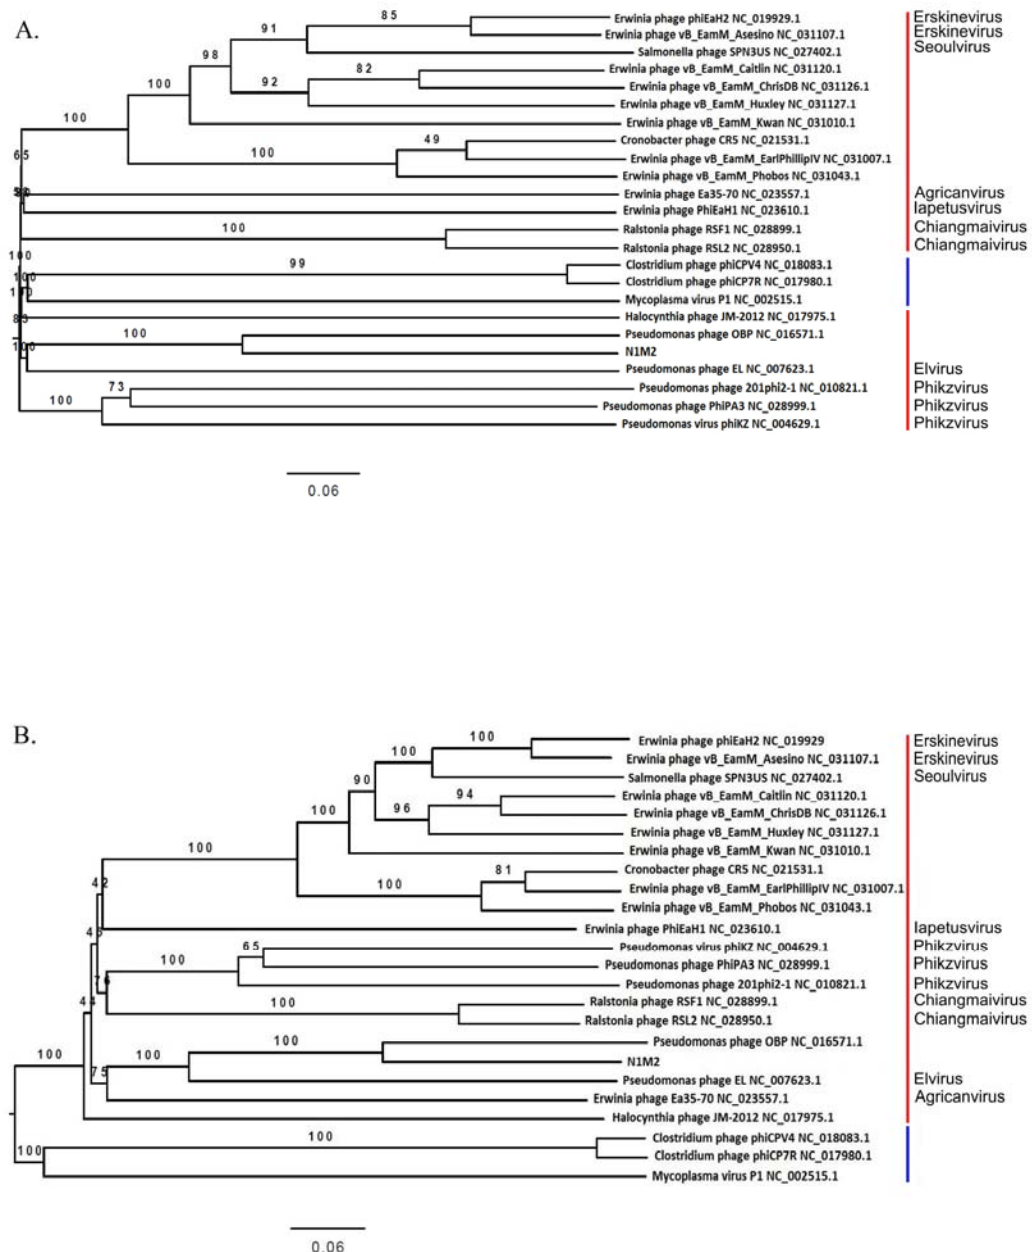 A.
85
Erwinia phage phiEaH2 NC_019929.1
Erskinevirus
91
Erwinia phage vB_EamM_Asesino NC_031107.1
Erskinevirus
Salmonella phage SPN3US NC_027402.1
Seoulvirus
98
82
Erwinia phage vB_EamM_Caitlin NC_031120.1
92
Erwinia phage vB_EamM_ChrisDB NC_031126.1
100
Erwinia phage vB_EamM_Huxley NC_031127.1
100
Erwinia phage vB_EamM_Kwan NC_031010.1
49
Cronobacter phage CR5 NC_021531.1
65
100
Erwinia phage vB_EamM_EarlPhillipIV NC_031007.1
Erwinia phage vB_EamM_Phobos NC_031043.1
Erwinia phage Ea35-70 NC_023557.1
Agricanvirus
Erwinia phage PhiEaH1 NC_023610.1
Iapetusvirus
100
Ralstonia phage RSF1 NC_028899.1
Chiangmaivirus
Ralstonia phage RSL2 NC_028950.1
Chiangmaivirus
100
99
Clostridium phage phiCPV4 NC_018083.1
100
Clostridium phage phiCP7R NC_017980.1
Mycoplasma virus P1 NC_002515.1
Halocynthia phage JM-2012 NC_017975.1
100
Pseudomonas phage OBP NC_016571.1
100
N1M2
Pseudomonas phage EL NC_007623.1
Elvirus
73
Pseudomonas phage 201phi2-1 NC_010821.1
Phikzvirus
100
Pseudomonas phage PhiPA3 NC_028999.1
Phikzvirus
Pseudomonas virus phiKZ NC_004629.1
Phikzvirus
0.06
B.
100
Erwinia phage phiEaH2 NC_019929
Erskinevirus
100
Erwinia phage vB_EamM_Asesino NC_031107.1
Erskinevirus
Salmonella phage SPN3US NC_027402.1
Seoulvirus
90
94
Erwinia phage vB_EamM_Caitlin NC_031120.1
96
Erwinia phage vB_EamM_ChrisDB NC_031126.1
100
Erwinia phage vB_EamM_Huxley NC_031127.1
100
Erwinia phage vB_EamM_Kwan NC_031010.1
81
Cronobacter phage CR5 NC_021531.1
42
100
Erwinia phage vB_EamM_EarlPhillipIV NC_031007.1
Erwinia phage vB_EamM_Phobos NC_031043.1
Erwinia phage PhiEaH1 NC_023610.1
Iapetusvirus
65
Pseudomonas virus phiKZ NC_004629.1
Phikzvirus
100
Pseudomonas phage PhiPA3 NC_028999.1
Phikzvirus
Pseudomonas phage 201phi2-1 NC_010821.1
Phikzvirus
100
Ralstonia phage RSF1 NC_028899.1
Chiangmaivirus
44
Ralstonia phage RSL2 NC_028950.1
Chiangmaivirus
100
Pseudomonas phage OBP NC_016571.1
100
100
N1M2
75
Pseudomonas phage EL NC_007623.1
Elvirus
Erwinia phage Ea35-70 NC_023557.1
Agricanvirus
Halocynthia phage JM-2012 NC_017975.1
100
Clostridium phage phiCPV4 NC_018083.1
100
Clostridium phage phiCP7R NC_017980.1
Mycoplasma virus P1 NC_002515.1
0.06